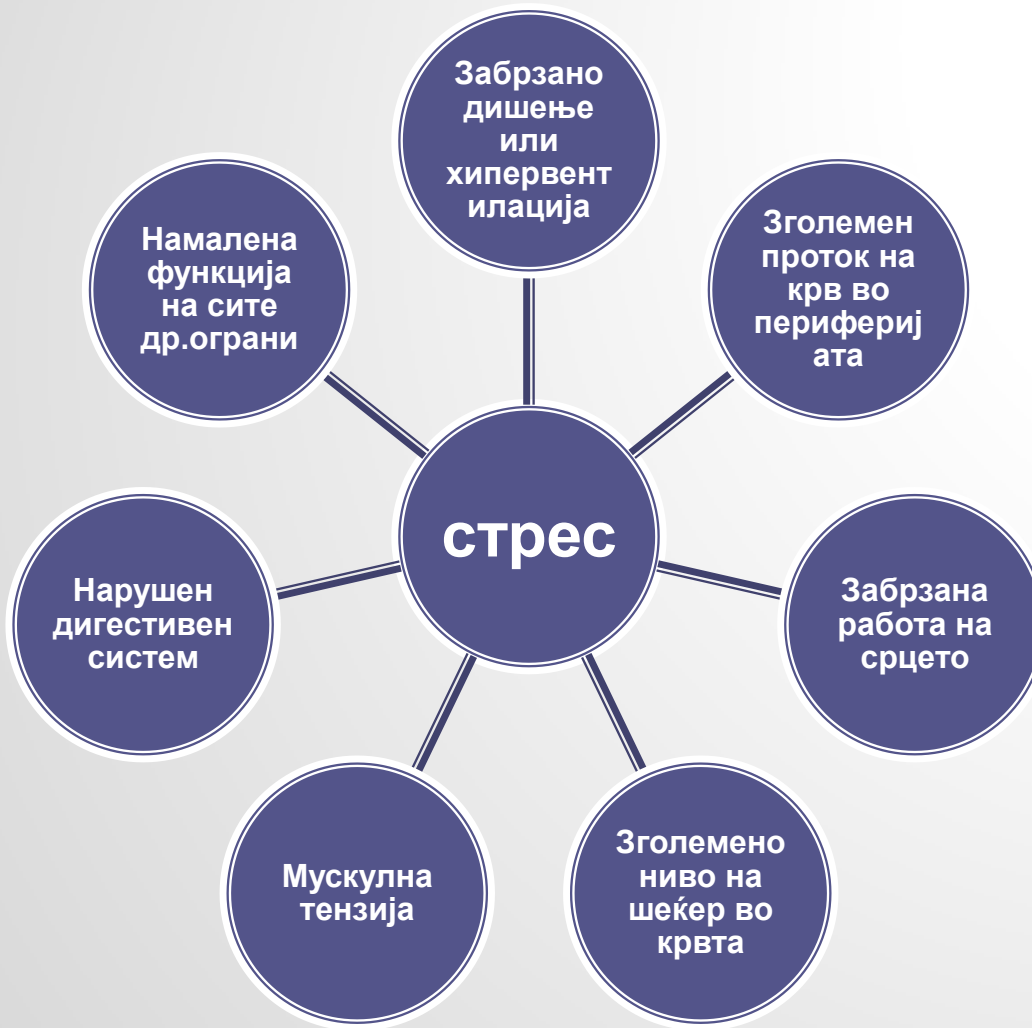 Забрзано
дишење
или
хипервент
илација
Зголемен
проток на
крв во
перифериј
ата
Забрзана
работа на
срцето
Зголемено
ниво на
шеќер во
крвта
Мускулна
тензија
Нарушен
дигестивен
систем
Намалена
функција
на сите
др.ограни
стрес